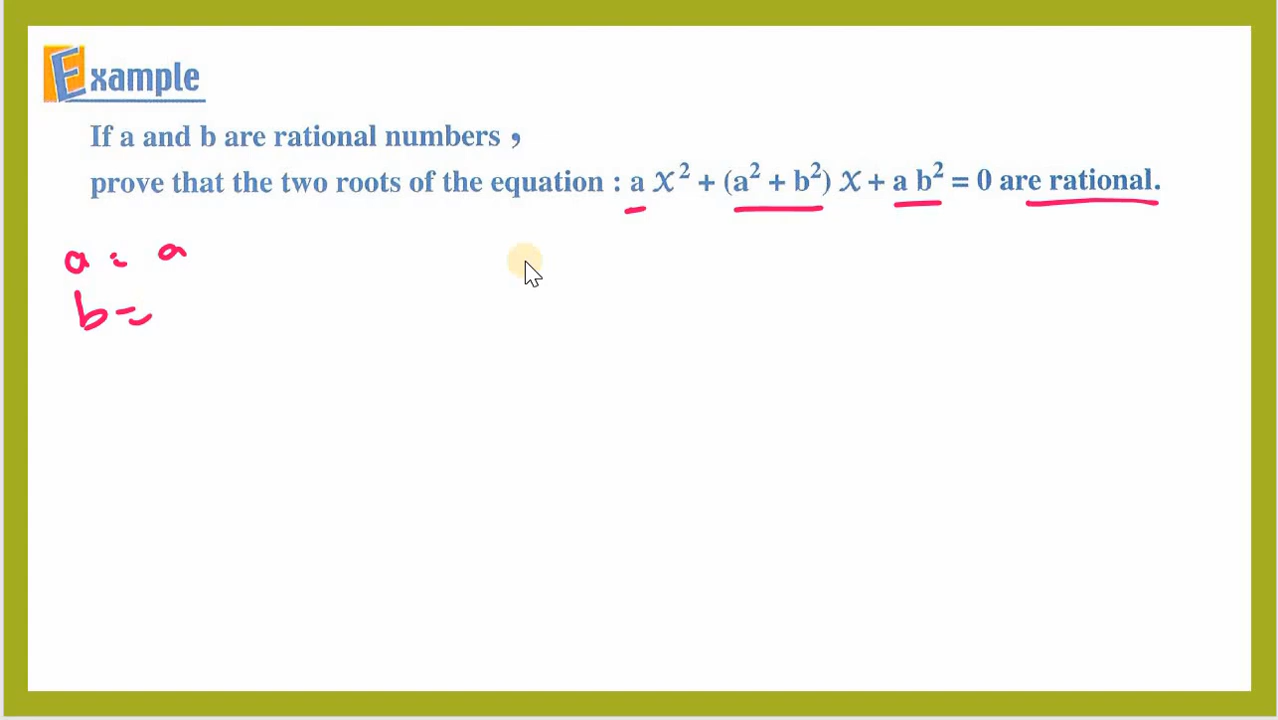 Example
If a and b are rational numbers ,
prove that the two roots of the equation : a X² + (a² + b²) X + a b² = 0 are rational.
a = a
b =